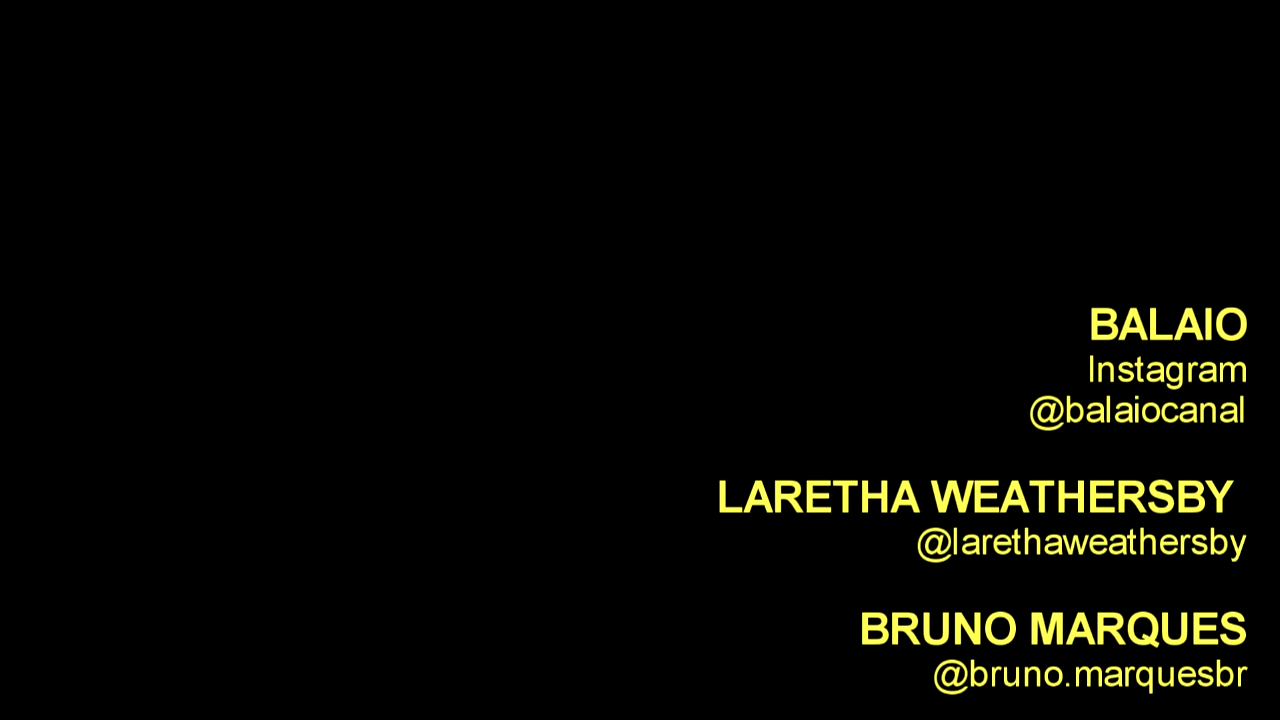 BALAIO
Instagram
@balaiocanal
LARETHA WEATHERSBY
@larethaweathersby
BRUNO MARQUES
@bruno.marquesbr